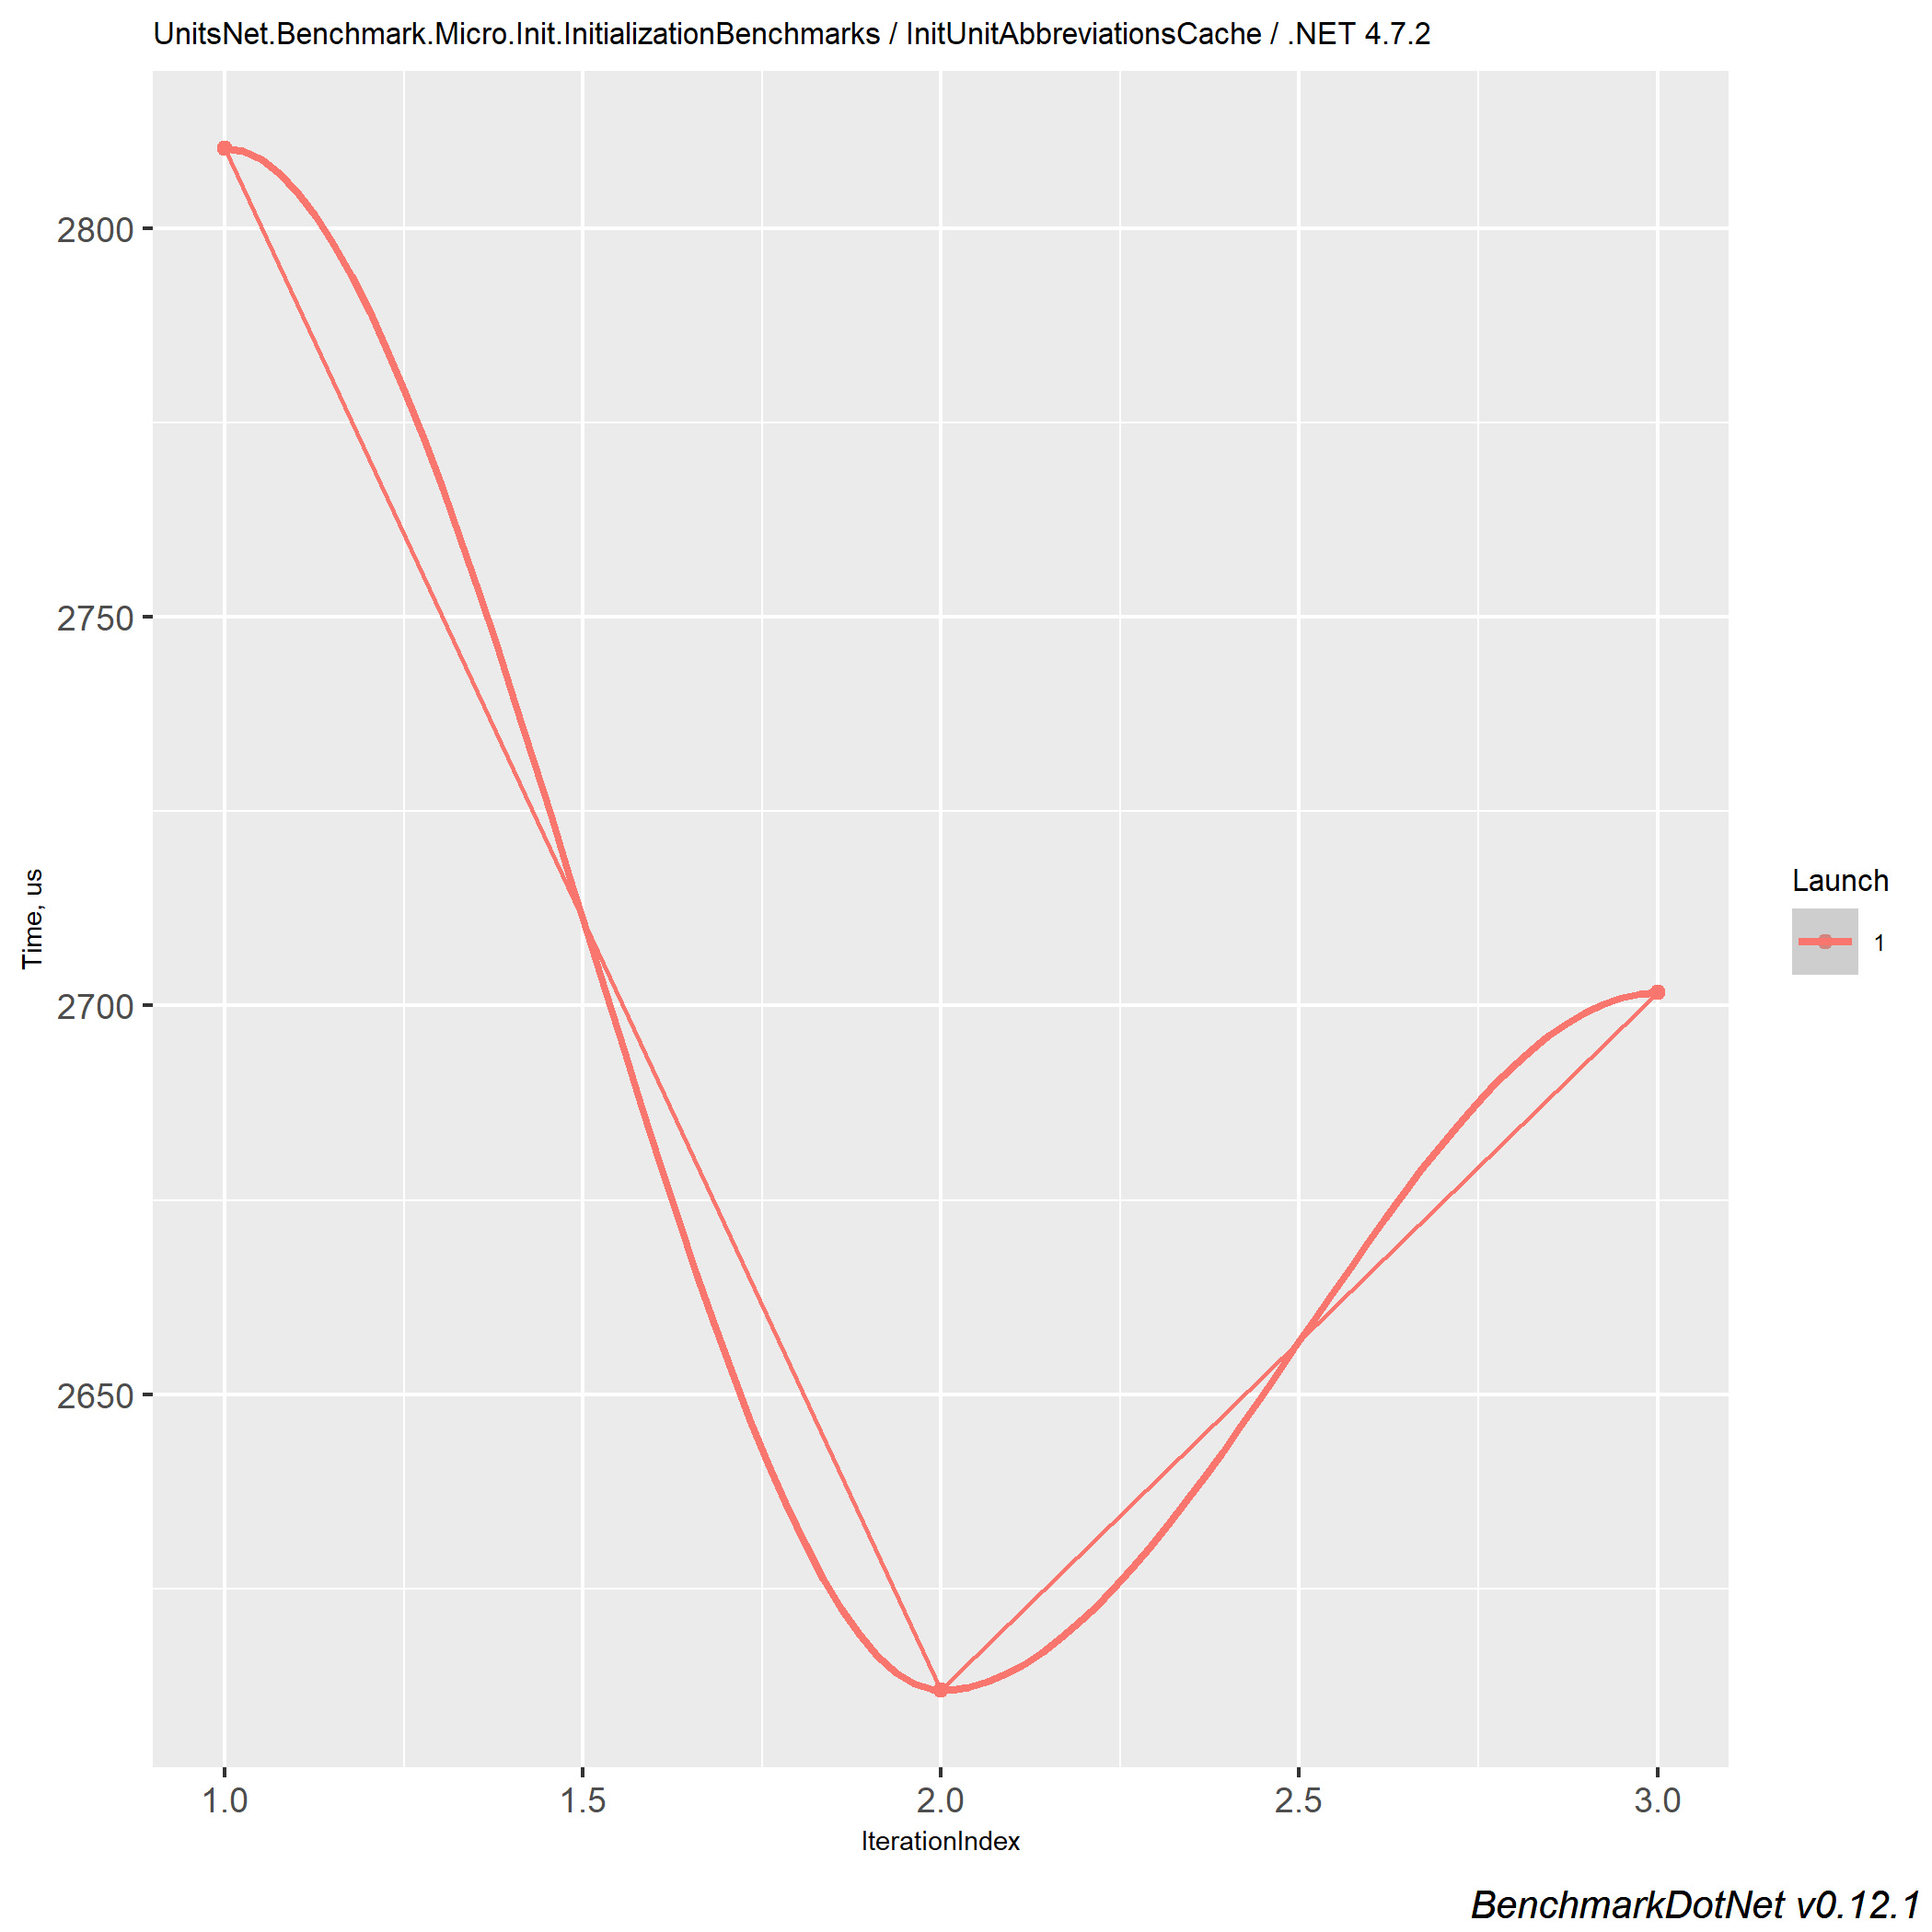 UnitsNet.Benchmark.Micro.Init.InitializationBenchmarks / InitUnitAbbreviationsCache / .NET 4.7.2
2800
2750
2700
2650
Time, us
1.0
1.5
2.0
2.5
3.0
IterationIndex
Launch
1
BenchmarkDotNet v0.12.1